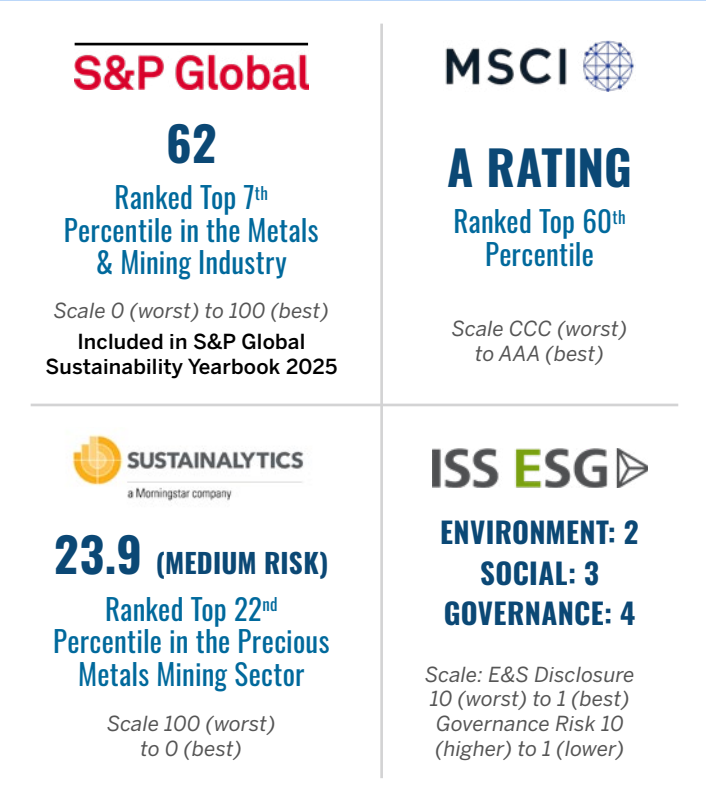 S&P Global
62
Ranked Top 7th
Percentile in the Metals
& Mining Industry
Scale 0 (worst) to 100 (best)
Included in S&P Global
Sustainability Yearbook 2025
MSCI
A RATING
Ranked Top 60th
Percentile
Scale CCC (worst)
to AAA (best)
SUSTAINALYTICS
a Morningstar company
23.9 (MEDIUM RISK)
Ranked Top 22nd
Percentile in the Precious
Metals Mining Sector
Scale 100 (worst)
to 0 (best)
ISS ESG
ENVIRONMENT: 2
SOCIAL: 3
GOVERNANCE: 4
Scale: E&S Disclosure
10 (worst) to 1 (best)
Governance Risk 10
(higher) to 1 (lower)